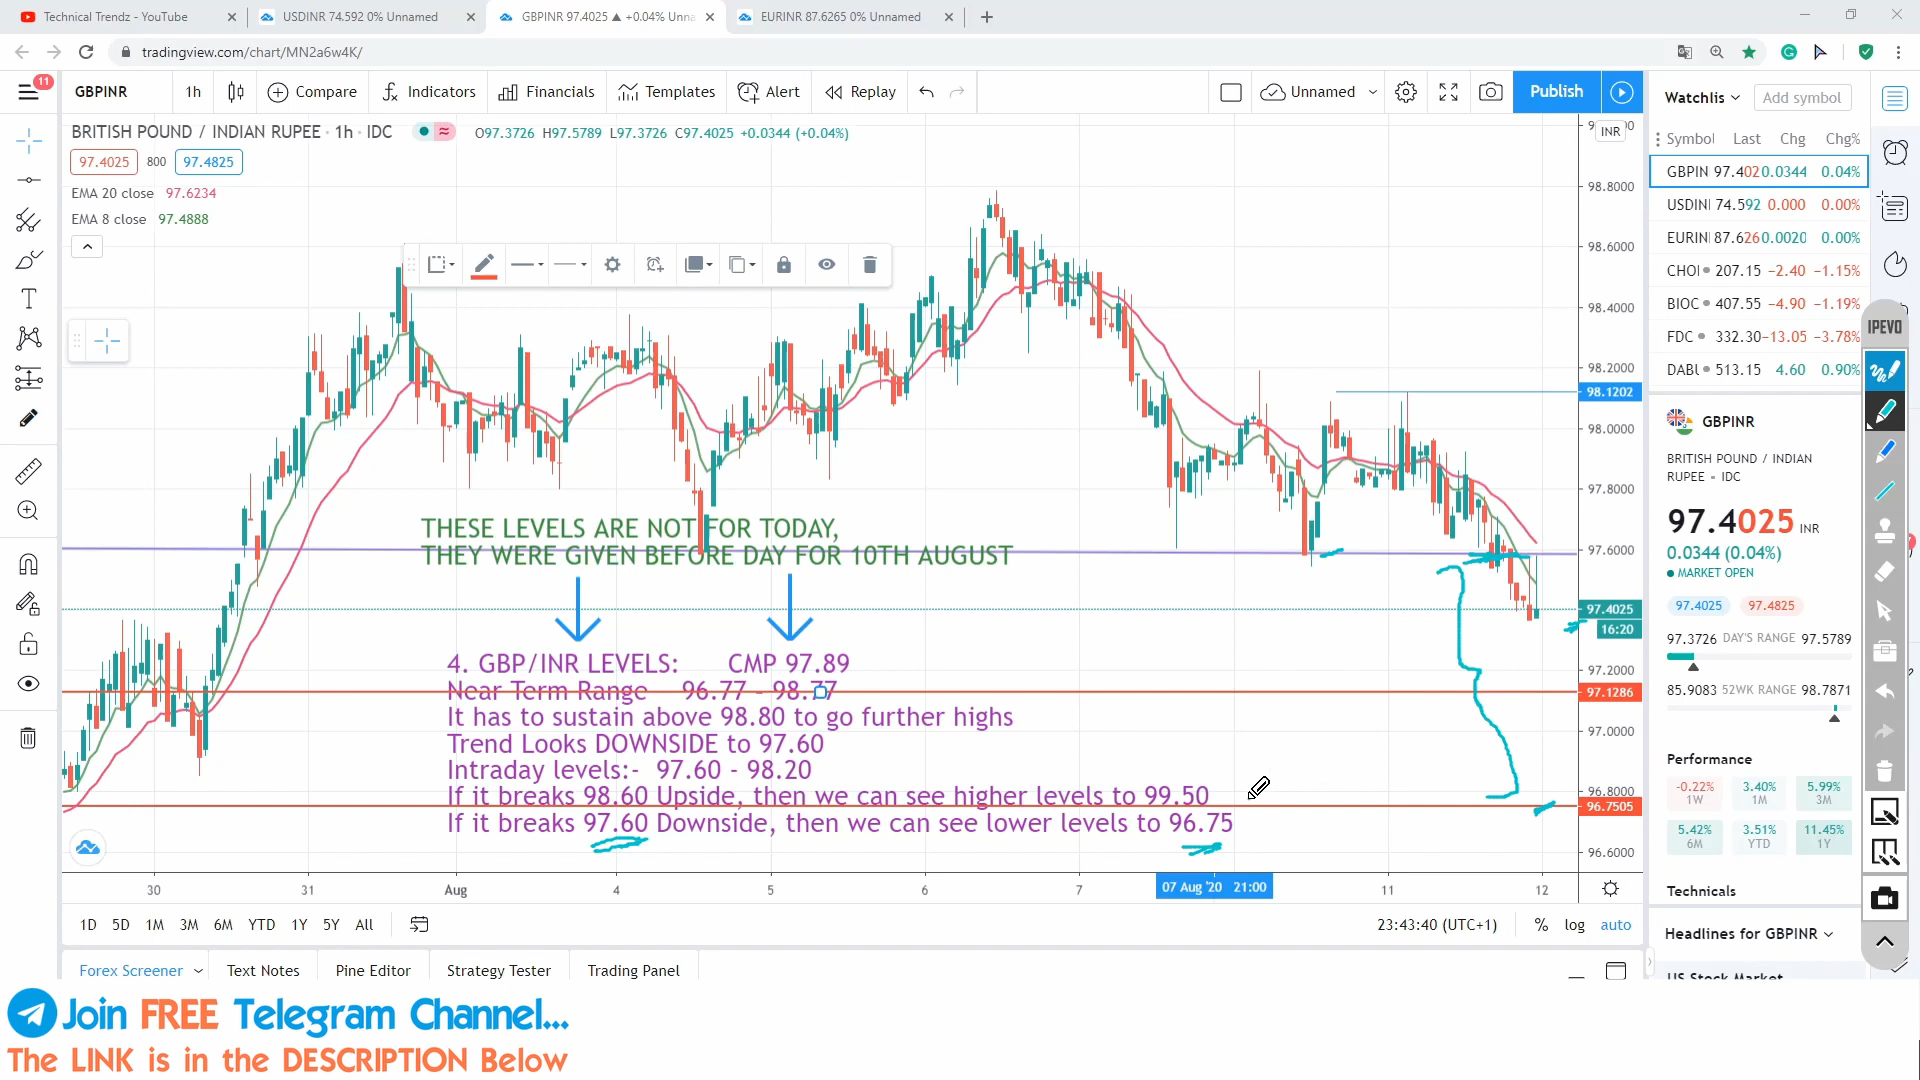 Technical Trendz - YouTube
USDINR 74.592 0% Unnamed
GBPINR 97.4025 ▲ +0.04% Unna
EURINR 87.6265 0% Unnamed
tradingview.com/chart/MN2a6w4K/
11
GBPINR 1h Compare Indicators Financials Templates Alert Replay Unnamed Publish
BRITISH POUND / INDIAN RUPEE · 1h · IDC O97.3726 H97.5789 L97.3726 C97.4025 +0.0344 (+0.04%)
97.4025 800 97.4825
EMA 20 close 97.6234
EMA 8 close 97.4888
INR
98.8000
98.6000
98.4000
98.2000
98.1202
98.0000
97.8000
97.6000
97.4025
16:20
97.2000
97.1286
97.0000
96.8000
96.7505
96.6000
THESE LEVELS ARE NOT FOR TODAY,
THEY WERE GIVEN BEFORE DAY FOR 10TH AUGUST
4. GBP/INR LEVELS: CMP 97.89
Near Term Range 96.77 - 98.77
It has to sustain above 98.80 to go further highs
Trend Looks DOWNSIDE to 97.60
Intraday levels:- 97.60 - 98.20
If it breaks 98.60 Upside, then we can see higher levels to 99.50
If it breaks 97.60 Downside, then we can see lower levels to 96.75
30 31 Aug 4 5 6 7 07 Aug '20 21:00 11 12
1D 5D 1M 3M 6M YTD 1Y 5Y All 23:43:40 (UTC+1) % log auto
Forex Screener Text Notes Pine Editor Strategy Tester Trading Panel
Watchlis Add symbol
Symbol Last Chg Chg%
GBPIN 97.402 0.0344 0.04%
USDINI 74.592 0.000 0.00%
EURIN 87.626 0.0020 0.00%
CHOI 207.15 −2.40 −1.15%
BIOC 407.55 −4.90 −1.19%
FDC 332.30 −13.05 −3.78%
DABU 513.15 4.60 0.90%
IPEVO
GBPINR
BRITISH POUND / INDIAN
RUPEE • IDC
97.4025 INR
0.0344 (0.04%)
MARKET OPEN
97.4025 97.4825
97.3726 DAY'S RANGE 97.5789
85.9083 52WK RANGE 98.7871
Performance
-0.22% 3.40% 5.99%
1W 1M 3M
5.42% 3.51% 11.45%
6M YTD 1Y
Technicals
Headlines for GBPINR
US Stock Market
Join FREE Telegram Channel...
The LINK is in the DESCRIPTION Below